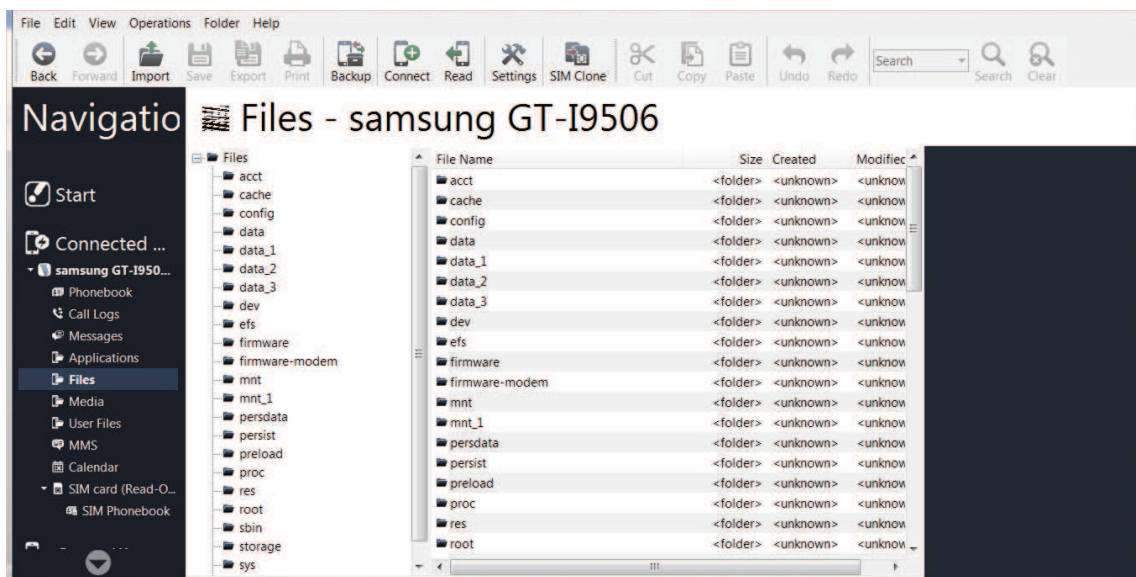 File Edit View Operations Folder Help
Back Forward Import Save Export Print Backup Connect Read Settings SIM Clone Cut Copy Paste Undo Redo Search Search Clear
Navigatio
Files - samsung GT-I9506
Start
Connected ...
samsung GT-I950...
Phonebook
Call Logs
Messages
Applications
Files
Media
User Files
MMS
Calendar
SIM card (Read-O...
SIM Phonebook
Files
acct
cache
config
data
data_1
data_2
data_3
dev
efs
firmware
firmware-modem
mnt
mnt_1
persdata
persist
preload
proc
res
root
sbin
storage
sys
File Name Size Created Modified
acct <folder> <unknown> <unknow
cache <folder> <unknown> <unknow
config <folder> <unknown> <unknow
data <folder> <unknown> <unknow
data_1 <folder> <unknown> <unknow
data_2 <folder> <unknown> <unknow
data_3 <folder> <unknown> <unknow
dev <folder> <unknown> <unknow
efs <folder> <unknown> <unknow
firmware <folder> <unknown> <unknow
firmware-modem <folder> <unknown> <unknow
mnt <folder> <unknown> <unknow
mnt_1 <folder> <unknown> <unknow
persdata <folder> <unknown> <unknow
persist <folder> <unknown> <unknow
preload <folder> <unknown> <unknow
proc <folder> <unknown> <unknow
res <folder> <unknown> <unknow
root <folder> <unknown> <unknow